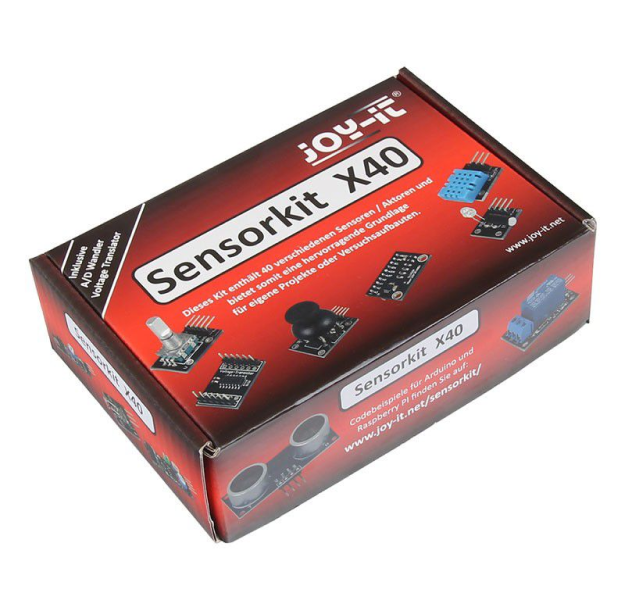 joy-it®
Sensorkit X40
Dieses Kit enthält 40 verschiedenen Sensoren / Aktoren und
bietet somit eine hervorragende Grundlage
für eigene Projekte oder Versuchsaufbauten.
Inklusive
A/D Wandler
Voltage Translator
www.joy-it.net
Voltage Translator
Sensorkit X40
Codebeispiele für Arduino und
Raspberry PI finden Sie auf:
www.joy-it.net/sensorkit/
Sensorkit X40